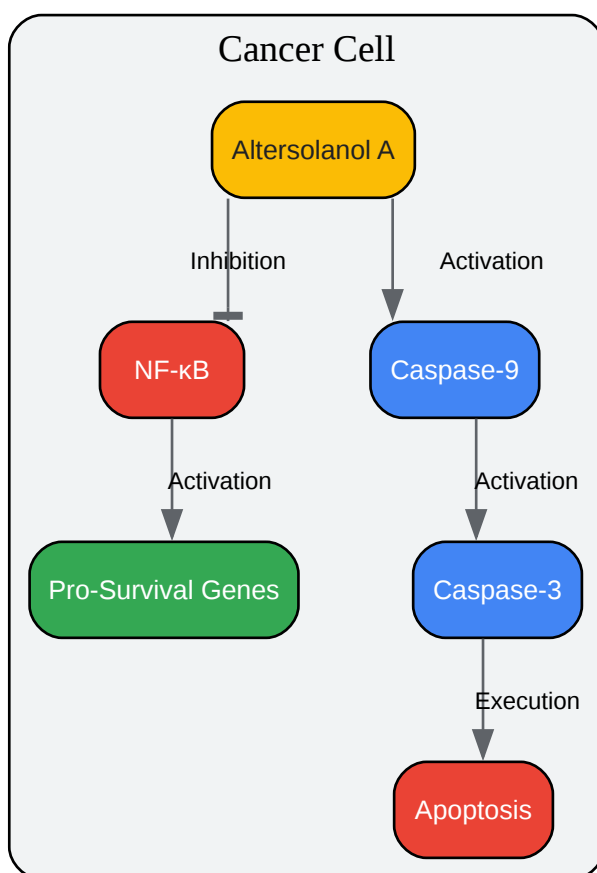 Cancer Cell
Altersolanol A
Inhibition
Activation
NF-κB
Caspase-9
Activation
Activation
Pro-Survival Genes
Caspase-3
Execution
Apoptosis